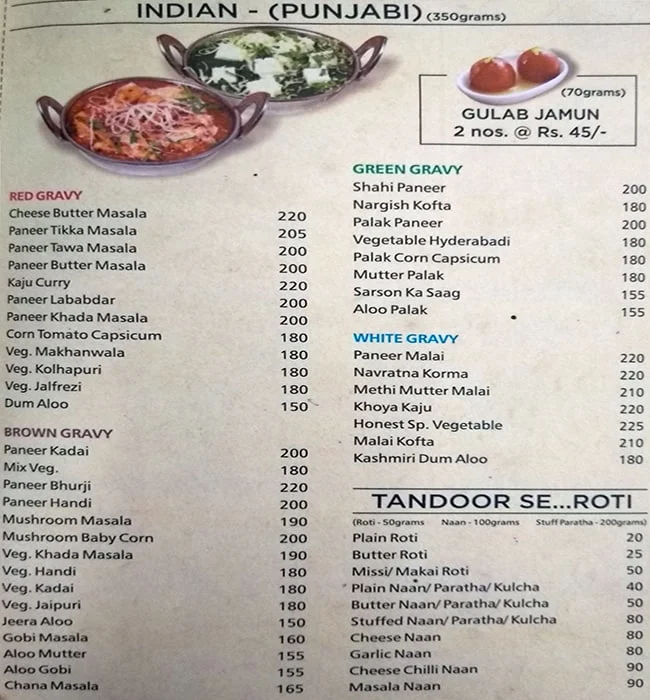 INDIAN - (PUNJABI) (350grams)
(70grams)
GULAB JAMUN
2 nos. @ Rs. 45/-
RED GRAVY
Cheese Butter Masala 220
Paneer Tikka Masala 205
Paneer Tawa Masala 200
Paneer Butter Masala 200
Kaju Curry 220
Paneer Lababdar 200
Paneer Khada Masala 200
Corn Tomato Capsicum 180
Veg. Makhanwala 180
Veg. Kolhapuri 180
Veg. Jalfrezi 180
Dum Aloo 150
BROWN GRAVY
Paneer Kadai 200
Mix Veg. 180
Paneer Bhurji 220
Paneer Handi 200
Mushroom Masala 190
Mushroom Baby Corn 200
Veg. Khada Masala 190
Veg. Handi 180
Veg. Kadai 180
Veg. Jaipuri 180
Jeera Aloo 150
Gobi Masala 160
Aloo Mutter 155
Aloo Gobi 155
Chana Masala 165
GREEN GRAVY
Shahi Paneer 200
Nargish Kofta 180
Palak Paneer 200
Vegetable Hyderabadi 180
Palak Corn Capsicum 180
Mutter Palak 180
Sarson Ka Saag 155
Aloo Palak 155
WHITE GRAVY
Paneer Malai 220
Navratna Korma 220
Methi Mutter Malai 210
Khoya Kaju 220
Honest Sp. Vegetable 225
Malai Kofta 210
Kashmiri Dum Aloo 180
TANDOOR SE...ROTI
(Roti - 50grams Naan - 100grams Stuff Paratha - 200grams)
Plain Roti 20
Butter Roti 25
Missi/ Makai Roti 50
Plain Naan/ Paratha/ Kulcha 40
Butter Naan/ Paratha/ Kulcha 50
Stuffed Naan/ Paratha/ Kulcha 80
Cheese Naan 80
Garlic Naan 80
Cheese Chilli Naan 90
Masala Naan 90